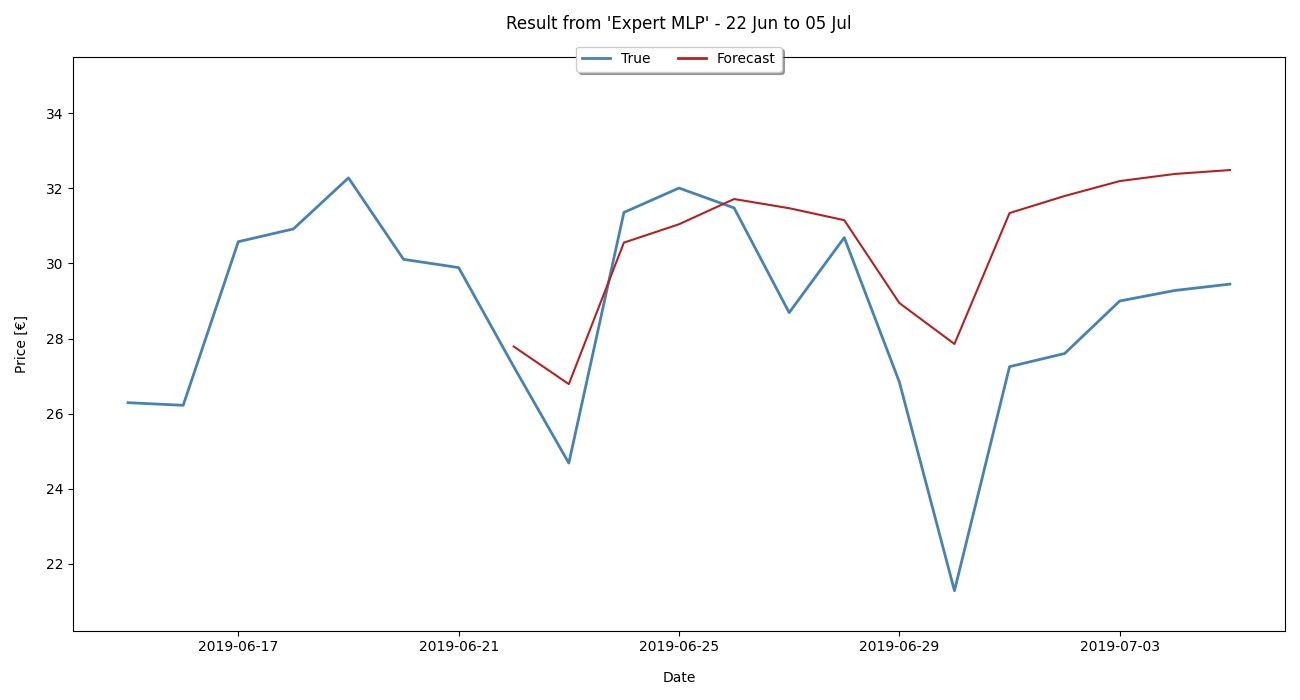 Result from 'Expert MLP' - 22 Jun to 05 Jul
True Forecast
34
32
30
28
26
24
22
Price [€]
2019-06-17 2019-06-21 2019-06-25 2019-06-29 2019-07-03
Date